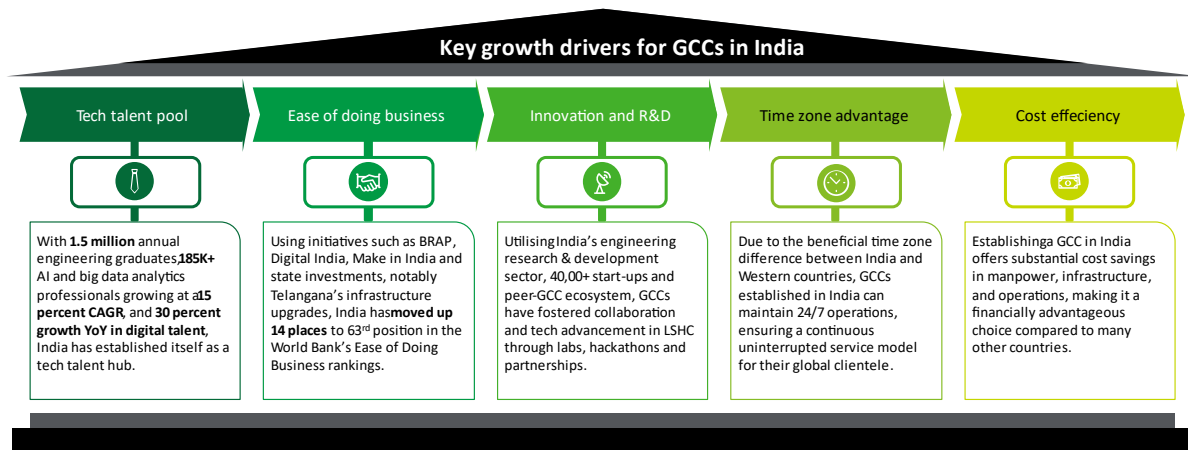 Key growth drivers for GCCs in India
Tech talent pool
Ease of doing business
Innovation and R&D
Time zone advantage
Cost effeciency
With 1.5 million annual
engineering graduates,185K+
AI and big data analytics
professionals growing at a15
percent CAGR, and 30 percent
growth YoY in digital talent,
India has established itself as a
tech talent hub.
Using initiatives such as BRAP,
Digital India, Make in India and
state investments, notably
Telangana's infrastructure
upgrades, India hasmoved up
14 places to 63rd position in the
World Bank's Ease of Doing
Business rankings.
UtilisingIndia's engineering
research & development
sector, 40,00+ start-ups and
peer-GCC ecosystem, GCCs
have fostered collaboration
and tech advancement in LSHC
through labs, hackathons and
partnerships.
Due to the beneficial time zone
difference between India and
Western countries, GCCs
established in India can
maintain 24/7 operations,
ensuring a continuous
uninterrupted service model
for their global clientele.
Establishinga GCC in India
offers substantial cost savings
in manpower, infrastructure,
and operations, making it a
financially advantageous
choice compared to many
other countries.